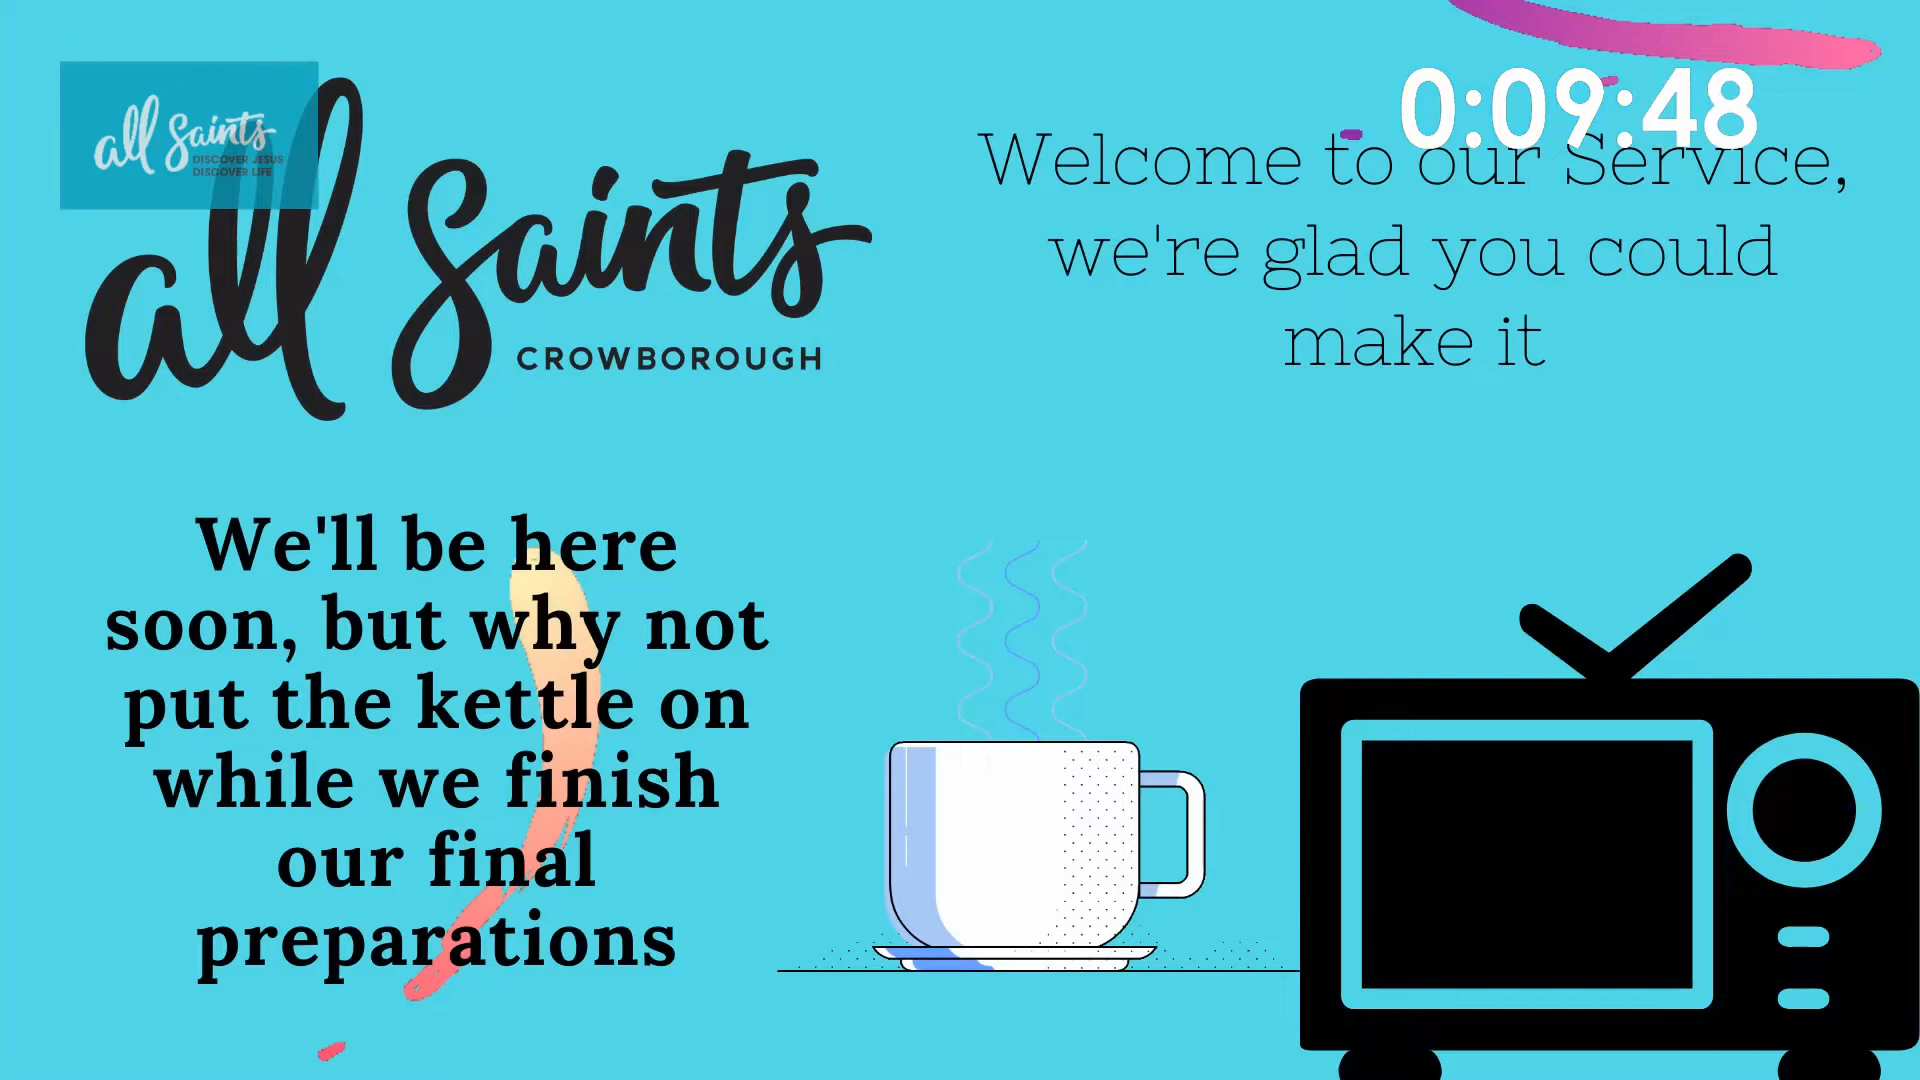 all Saints
DISCOVER JESUS
DISCOVER LIFE
all Saints
CROWBOROUGH
0:09:48
Welcome to our Service,
we're glad you could
make it
We'll be here
soon, but why not
put the kettle on
while we finish
our final
preparations